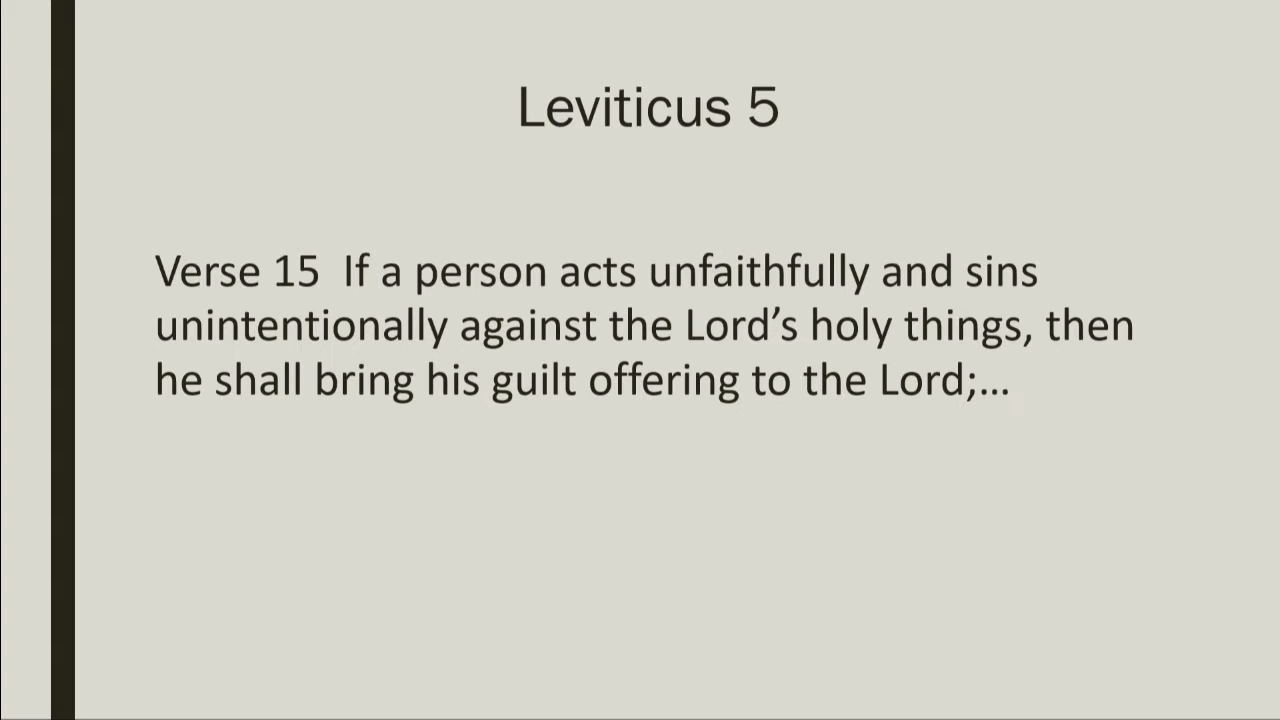 Leviticus 5
Verse 15  If a person acts unfaithfully and sins
unintentionally against the Lord’s holy things, then
he shall bring his guilt offering to the Lord;…